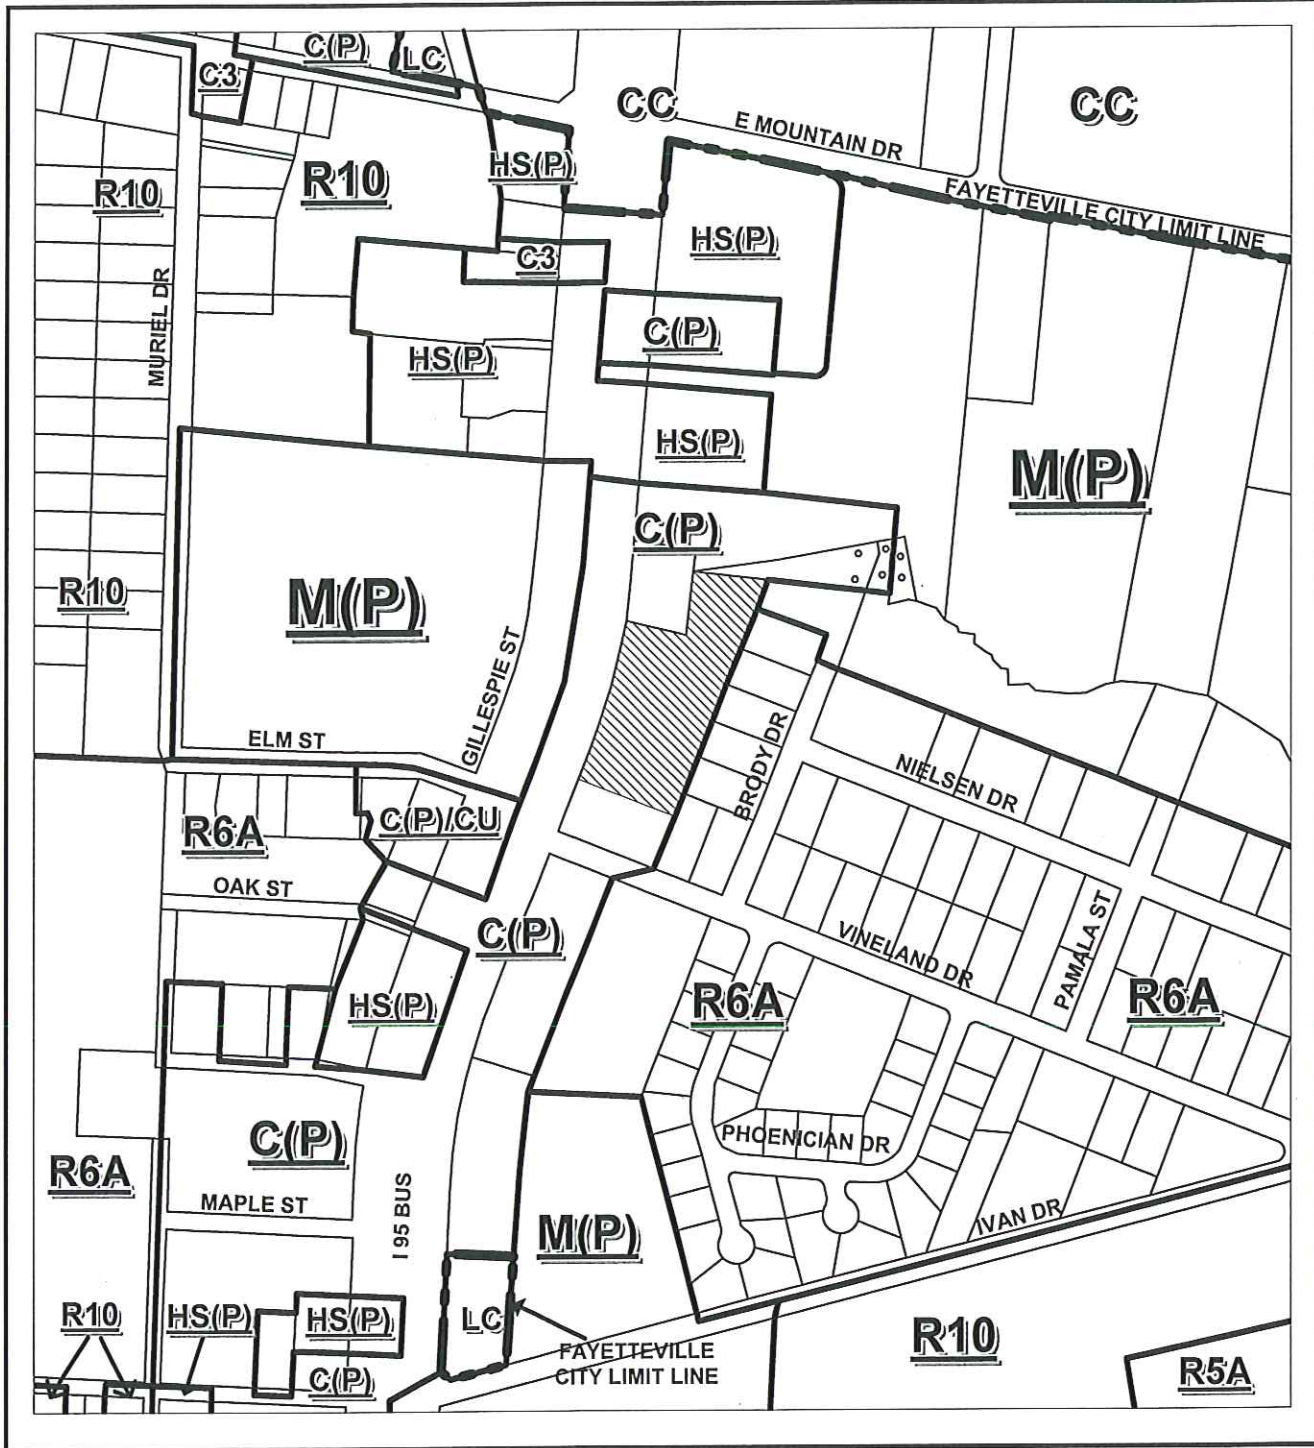 C(P)
LC
C3
CC
CC
E MOUNTAIN DR
HS(P)
R10
R10
FAYETTEVILLE CITY LIMIT LINE
HS(P)
C3
MURIEL DR
C(P)
HS(P)
HS(P)
M(P)
C(P)
R10
M(P)
GILLESPIE ST
ELM ST
BRODY DR
NIELSEN DR
C(P)/CU
R6A
OAK ST
C(P)
VINELAND DR
PAMALA ST
HS(P)
R6A
R6A
C(P)
PHOENICIAN DR
R6A
MAPLE ST
I 95 BUS
M(P)
IVAN DR
R10
HS(P)
HS(P)
LC
R10
FAYETTEVILLE
CITY LIMIT LINE
C(P)
R5A